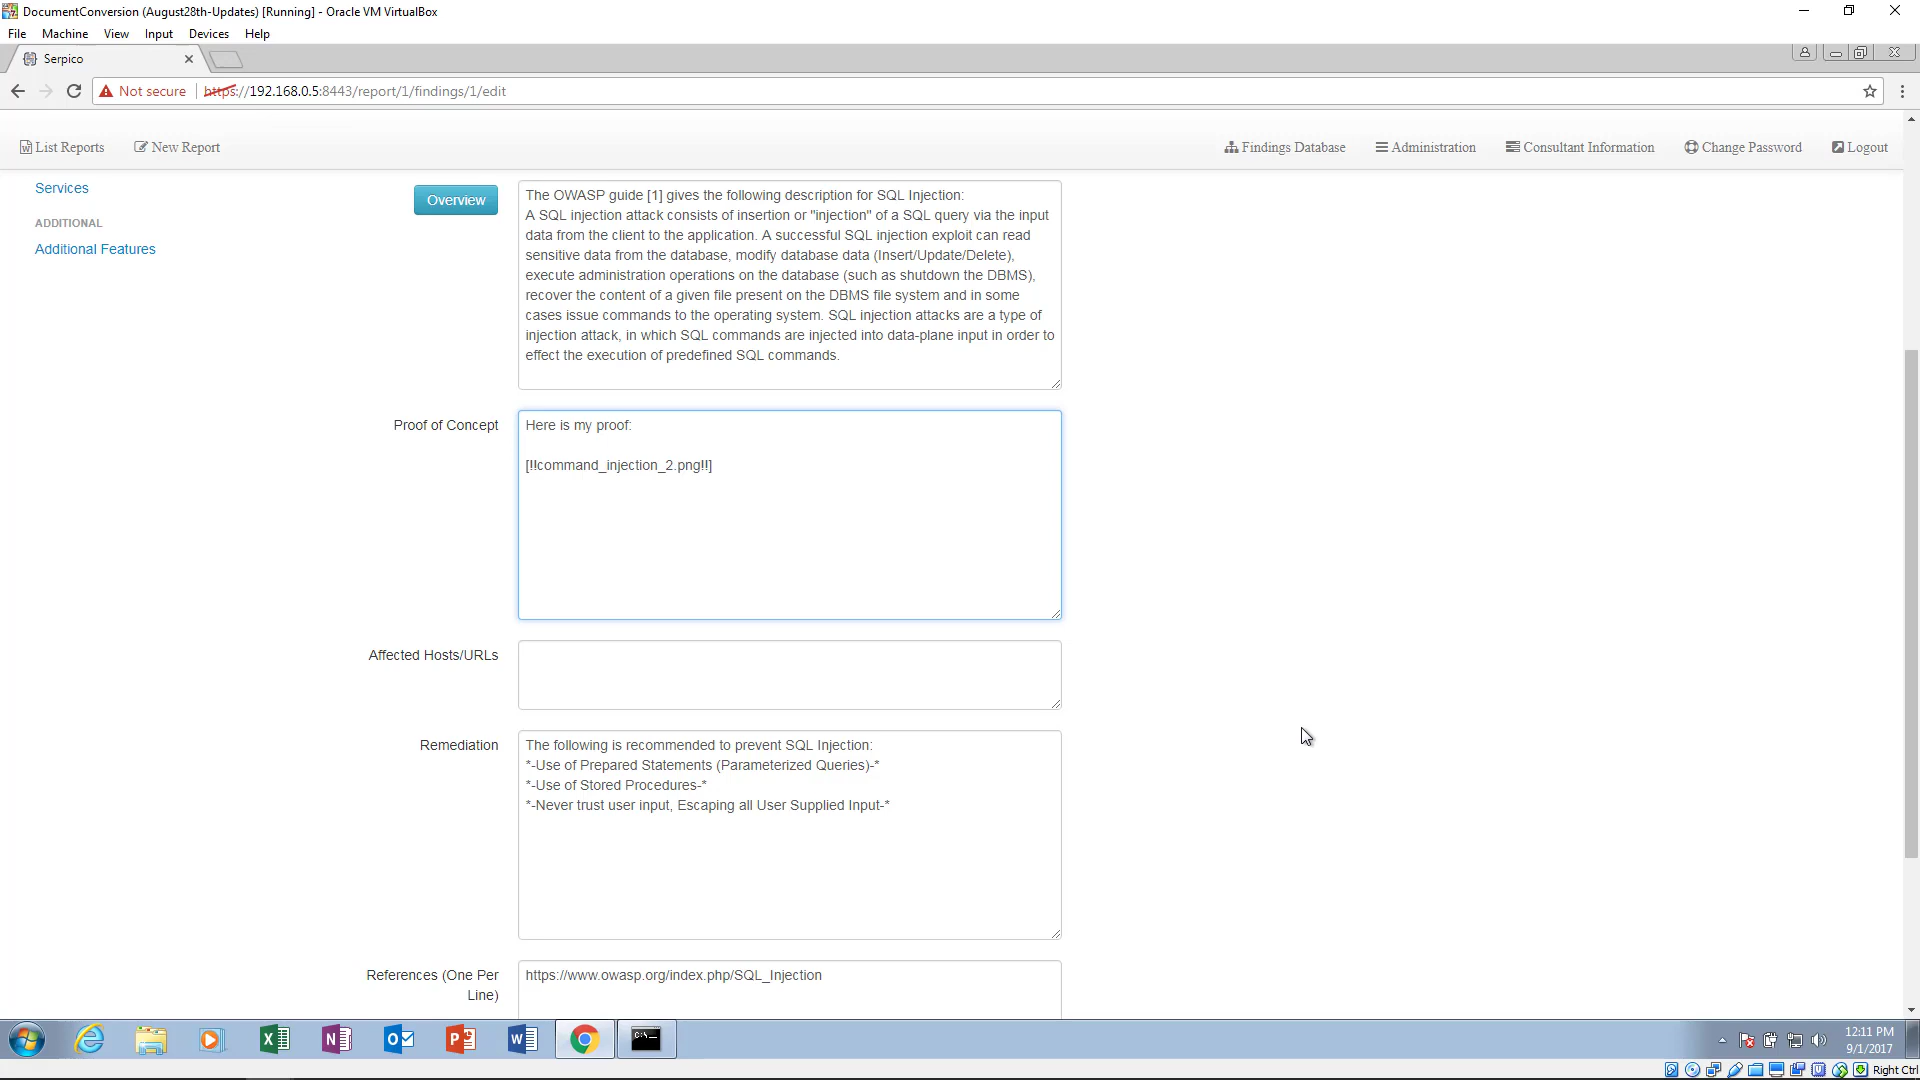 DocumentConversion (August28th-Updates) [Running] - Oracle VM VirtualBox
File Machine View Input Devices Help
Serpico
Not secure https://192.168.0.5:8443/report/1/findings/1/edit
List Reports New Report Findings Database Administration Consultant Information Change Password Logout
Services
ADDITIONAL
Additional Features
Overview
The OWASP guide [1] gives the following description for SQL Injection:
A SQL injection attack consists of insertion or "injection" of a SQL query via the input
data from the client to the application. A successful SQL injection exploit can read
sensitive data from the database, modify database data (Insert/Update/Delete),
execute administration operations on the database (such as shutdown the DBMS),
recover the content of a given file present on the DBMS file system and in some
cases issue commands to the operating system. SQL injection attacks are a type of
injection attack, in which SQL commands are injected into data-plane input in order to
effect the execution of predefined SQL commands.
Proof of Concept
Here is my proof:
[!!command_injection_2.png!!]
Affected Hosts/URLs
Remediation
The following is recommended to prevent SQL Injection:
*-Use of Prepared Statements (Parameterized Queries)-*
*-Use of Stored Procedures-*
*-Never trust user input, Escaping all User Supplied Input-*
References (One Per
Line)
https://www.owasp.org/index.php/SQL_Injection
12:11 PM
9/1/2017
Right Ctrl